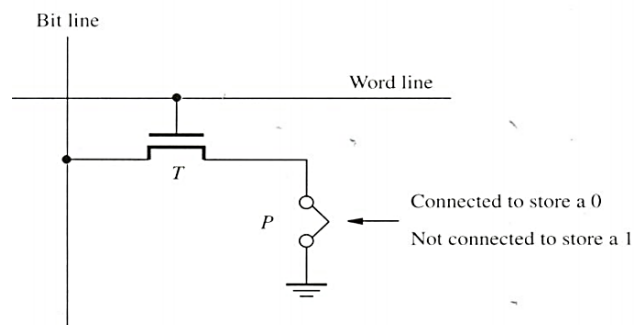 Bit line
Word line
T
P
Connected to store a 0
Not connected to store a 1